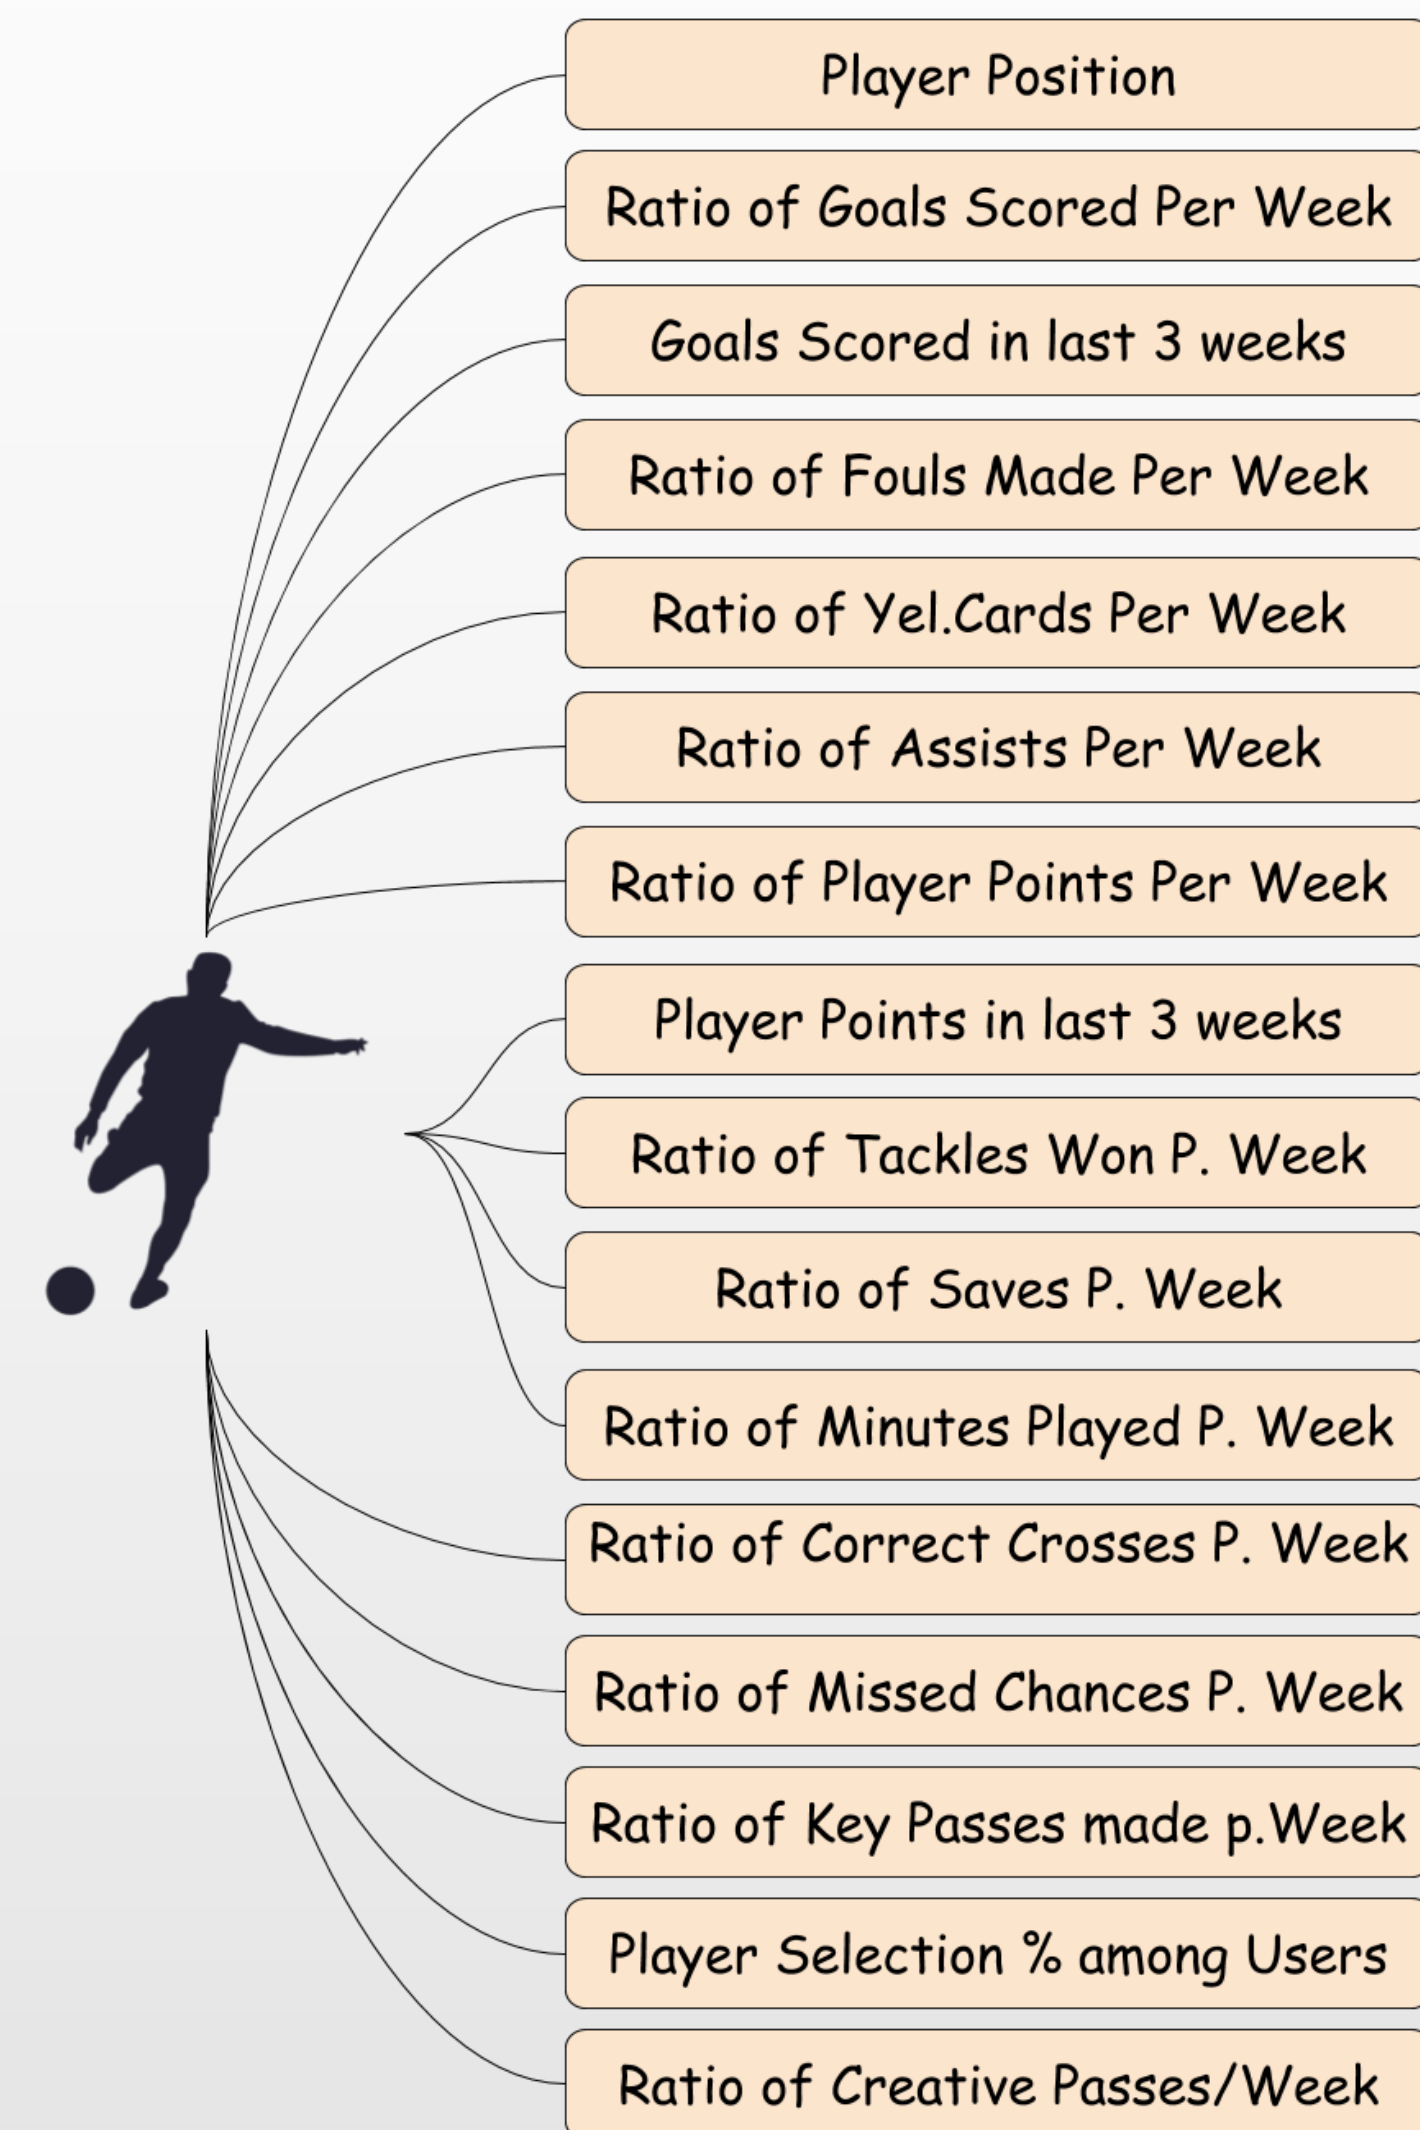 Player Position
Ratio of Goals Scored Per Week
Goals Scored in last 3 weeks
Ratio of Fouls Made Per Week
Ratio of Yel.Cards Per Week
Ratio of Assists Per Week
Ratio of Player Points Per Week
Player Points in last 3 weeks
Ratio of Tackles Won P. Week
Ratio of Saves P. Week
Ratio of Minutes Played P. Week
Ratio of Correct Crosses P. Week
Ratio of Missed Chances P. Week
Ratio of Key Passes made p.Week
Player Selection % among Users
Ratio of Creative Passes/Week